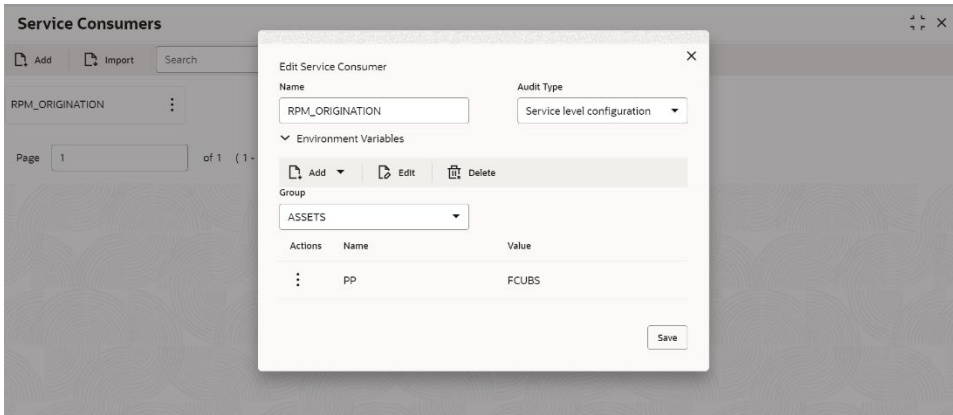 Service Consumers
Add Import Search
RPM_ORIGINATION
Page 1 of 1 (1-
Edit Service Consumer
Name Audit Type
RPM_ORIGINATION Service level configuration
Environment Variables
Add Edit Delete
Group
ASSETS
Actions Name Value
PP FCUBS
Save